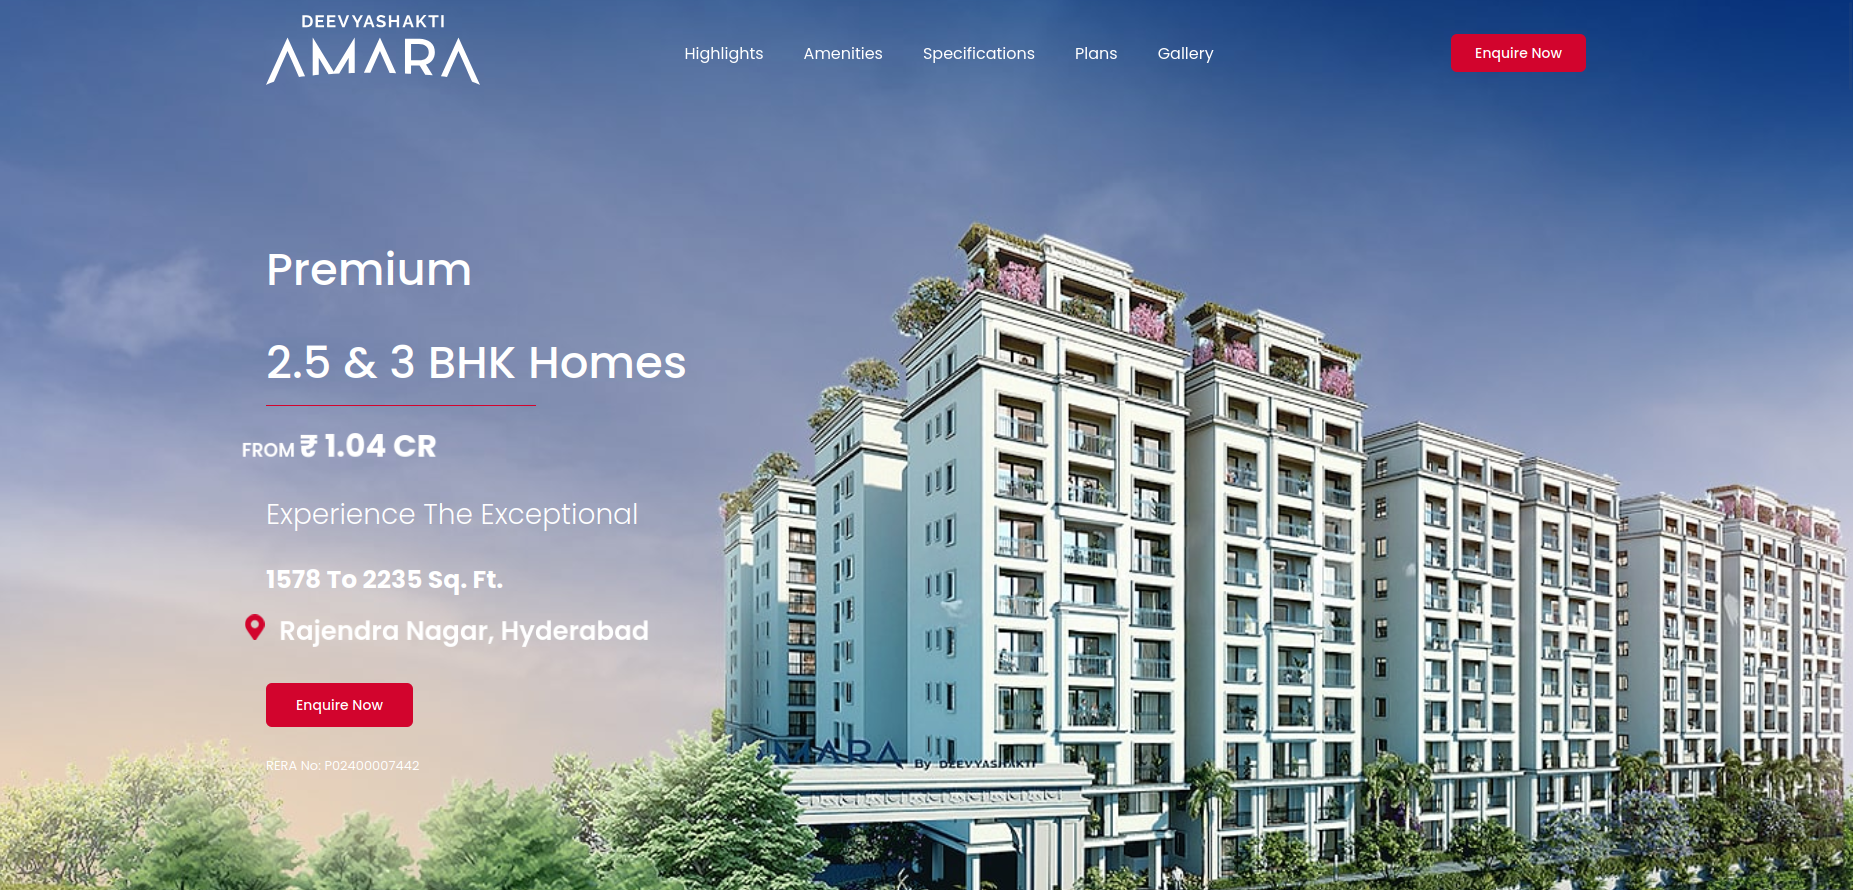 DEEVYASHAKTI
AMARA
Highlights Amenities Specifications Plans Gallery
Enquire Now
Premium
2.5 & 3 BHK Homes
FROM ₹ 1.04 CR
Experience The Exceptional
1578 To 2235 Sq. Ft.
Rajendra Nagar, Hyderabad
Enquire Now
RERA No: P02400007442
AMARA By DEEVYASHAKTI